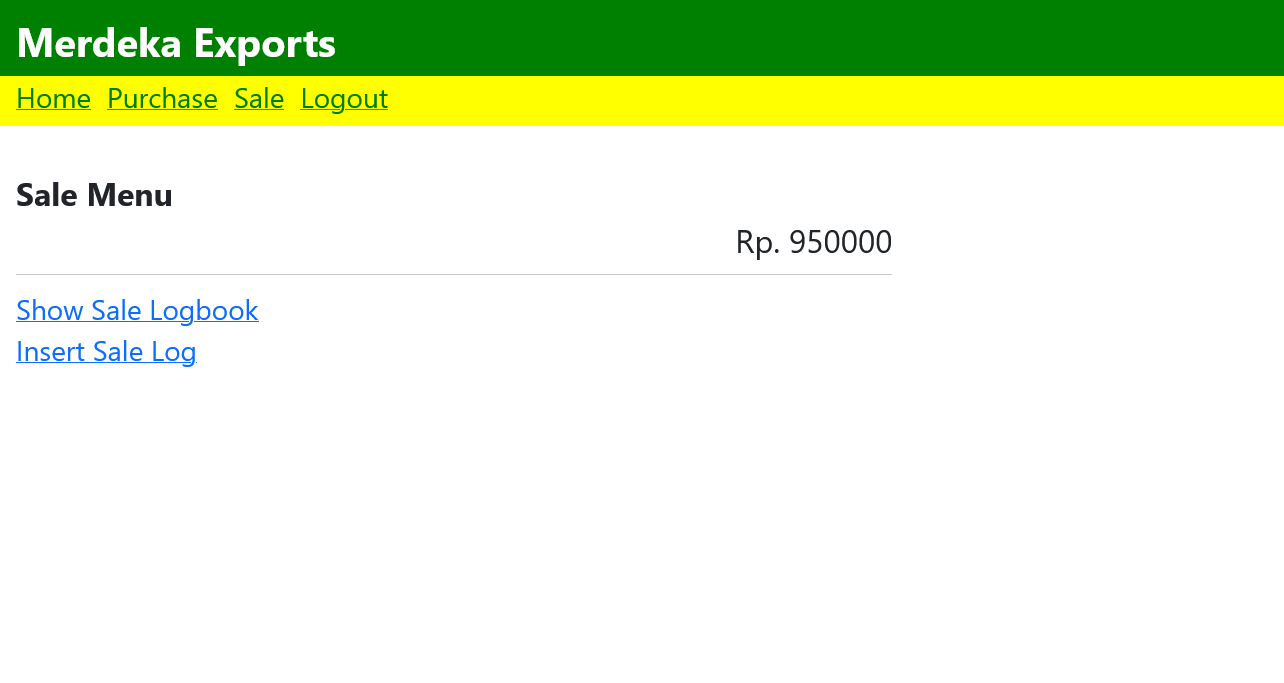 Merdeka Exports
Home Purchase Sale Logout
Sale Menu
Rp. 950000
Show Sale Logbook
Insert Sale Log